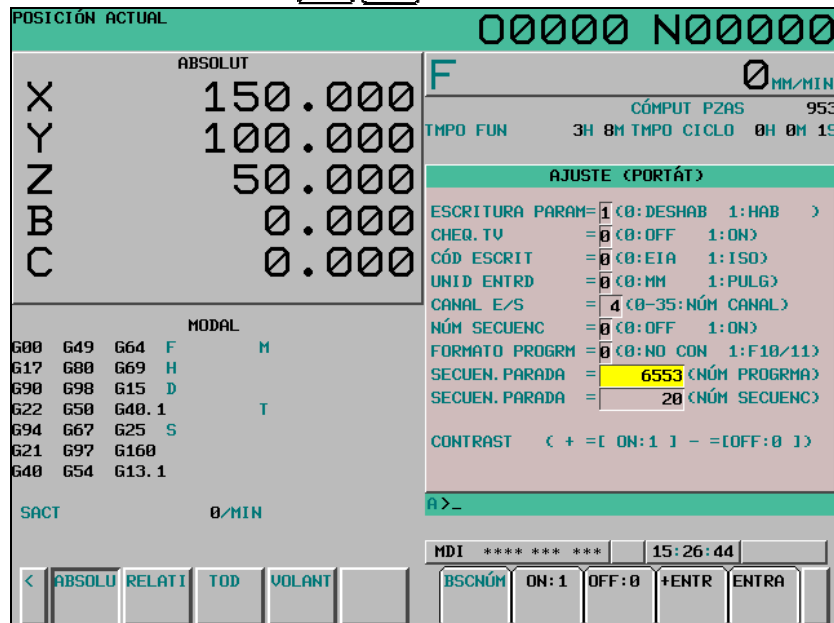 POSICIÓN ACTUAL
O0000 N00000
ABSOLUT
X 150.000
Y 100.000
Z 50.000
B 0.000
C 0.000
MODAL
G00 G49 G64 F M
G17 G80 G69 H
G90 G98 G15 D
G22 G50 G40.1 T
G94 G67 G25 S
G21 G97 G160
G40 G54 G13.1
SACT 0/MIN
< ABSOLU RELATI TOD VOLANT
F 0 MM/MIN
CÓMPUT PZAS 953
TMPO FUN 3H 8M TMPO CICLO 0H 0M 1S
AJUSTE (PORTÁT)
ESCRITURA PARAM= 1 (0:DESHAB 1:HAB )
CHEQ.TV = 0 (0:OFF 1:ON)
CÓD ESCRIT = 0 (0:EIA 1:ISO)
UNID ENTRD = 0 (0:MM 1:PULG)
CANAL E/S = 4 (0-35:NÚM CANAL)
NÚM SECUENC = 0 (0:OFF 1:ON)
FORMATO PROGRM = 0 (0:NO CON 1:F10/11)
SECUEN.PARADA = 6553 (NÚM PROGRMA)
SECUEN.PARADA = 20 (NÚM SECUENC)
CONTRAST ( + =[ ON:1 ] - =[OFF:0 ])
A>_
MDI **** *** *** 15:26:44
BSCNÚM ON:1 OFF:0 +ENTR ENTRA